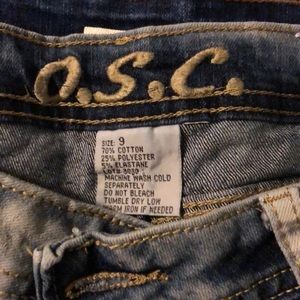 O.S.C.
SIZE: 9
70% COTTON
25% POLYESTER
5% ELASTANE
MACHINE WASH COLD
SEPARATELY
DO NOT BLEACH
TUMBLE DRY LOW
WARM IRON IF NEEDED